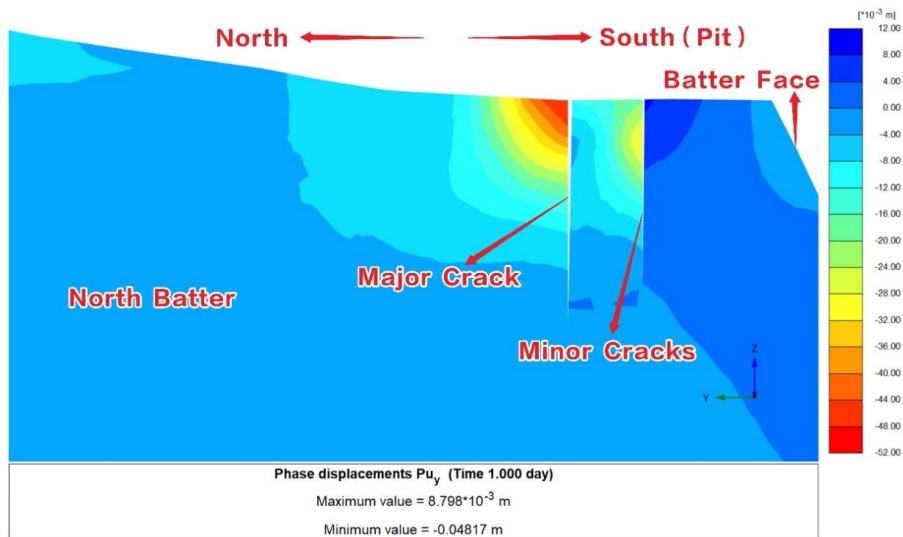 [*10⁻³ m]
North
South (Pit)
Batter Face
12.00
8.00
4.00
0.00
-4.00
-8.00
-12.00
-16.00
-20.00
-24.00
-28.00
-32.00
-36.00
-40.00
-44.00
-48.00
-52.00
Major Crack
North Batter
Minor Cracks
Z
Y
Phase displacements Pu_y (Time 1.000 day)
Maximum value = 8.798*10⁻³ m
Minimum value = -0.04817 m